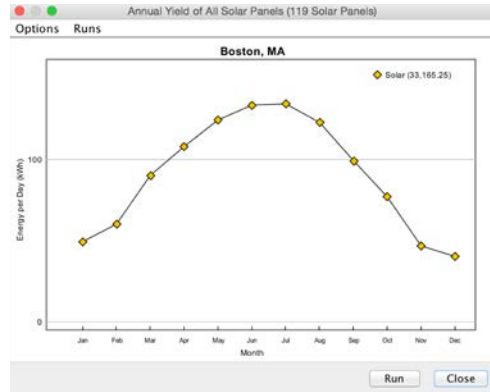 Annual Yield of All Solar Panels (119 Solar Panels)
Options Runs
Boston, MA
Solar (33,165.25)
Energy per Day (kWh)
100
0
Jan Feb Mar Apr May Jun Jul Aug Sep Oct Nov Dec
Month
Run Close